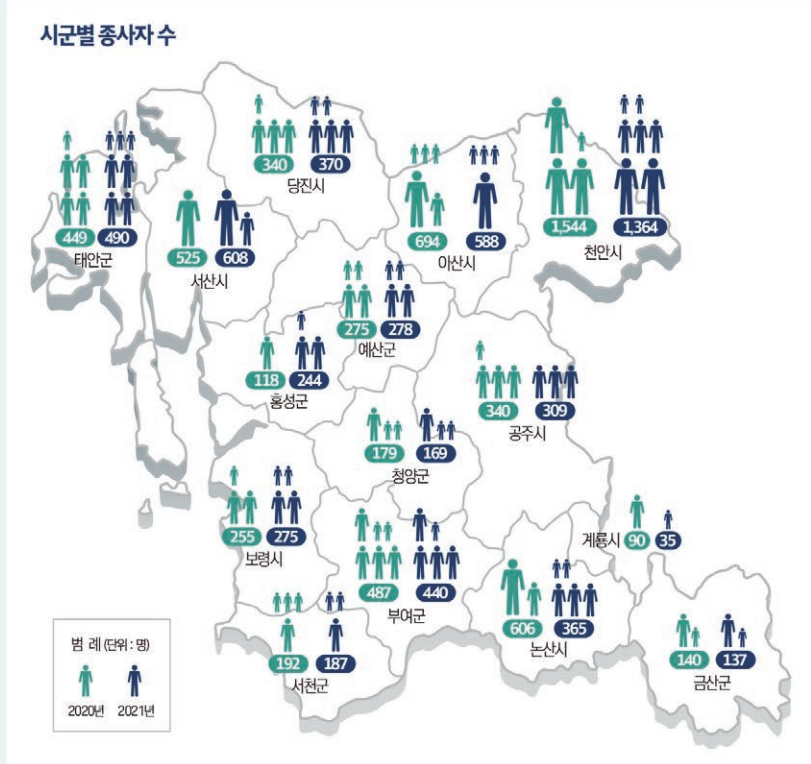 시군별 종사자 수
340 370
당진시
449 490
태안군
525 608
서산시
694 588
아산시
1,544 1,364
천안시
275 278
예산군
118 244
홍성군
340 309
공주시
179 169
청양군
255 275
보령시
487 440
부여군
계룡시 90 35
606 365
논산시
192 187
서천군
140 137
금산군
범 례 (단위 : 명)
2020년 2021년